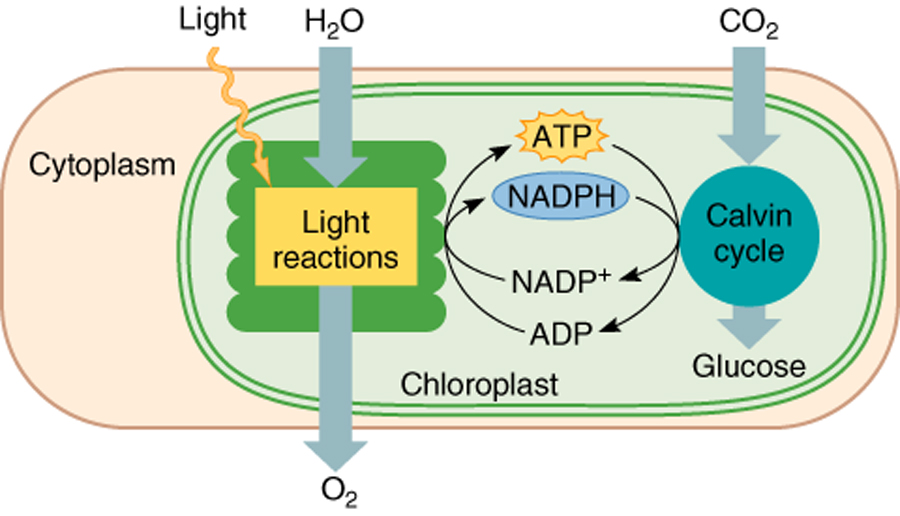 Light
H₂O
CO₂
Cytoplasm
ATP
NADPH
Light
reactions
Calvin
cycle
NADP⁺
ADP
Glucose
Chloroplast
O₂